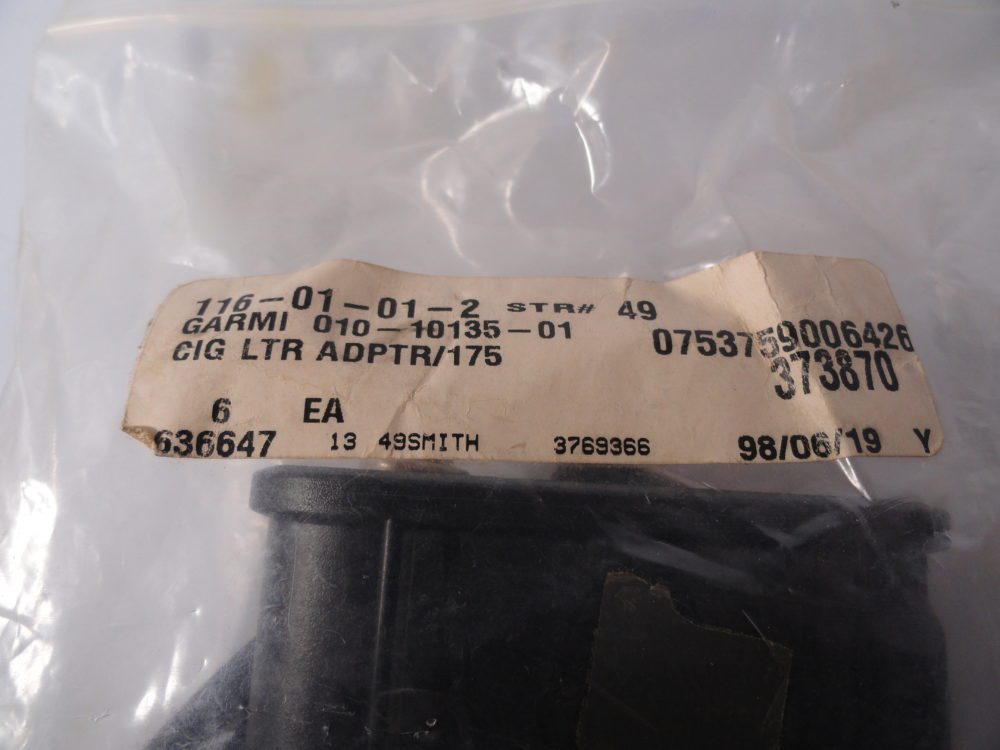 116-01-01-2 STR# 49
GARMI 010-10135-01 0753759006426
CIG LTR ADPTR/175 373870
6 EA
636647 13 49SMITH 3769366 98/06/19 Y